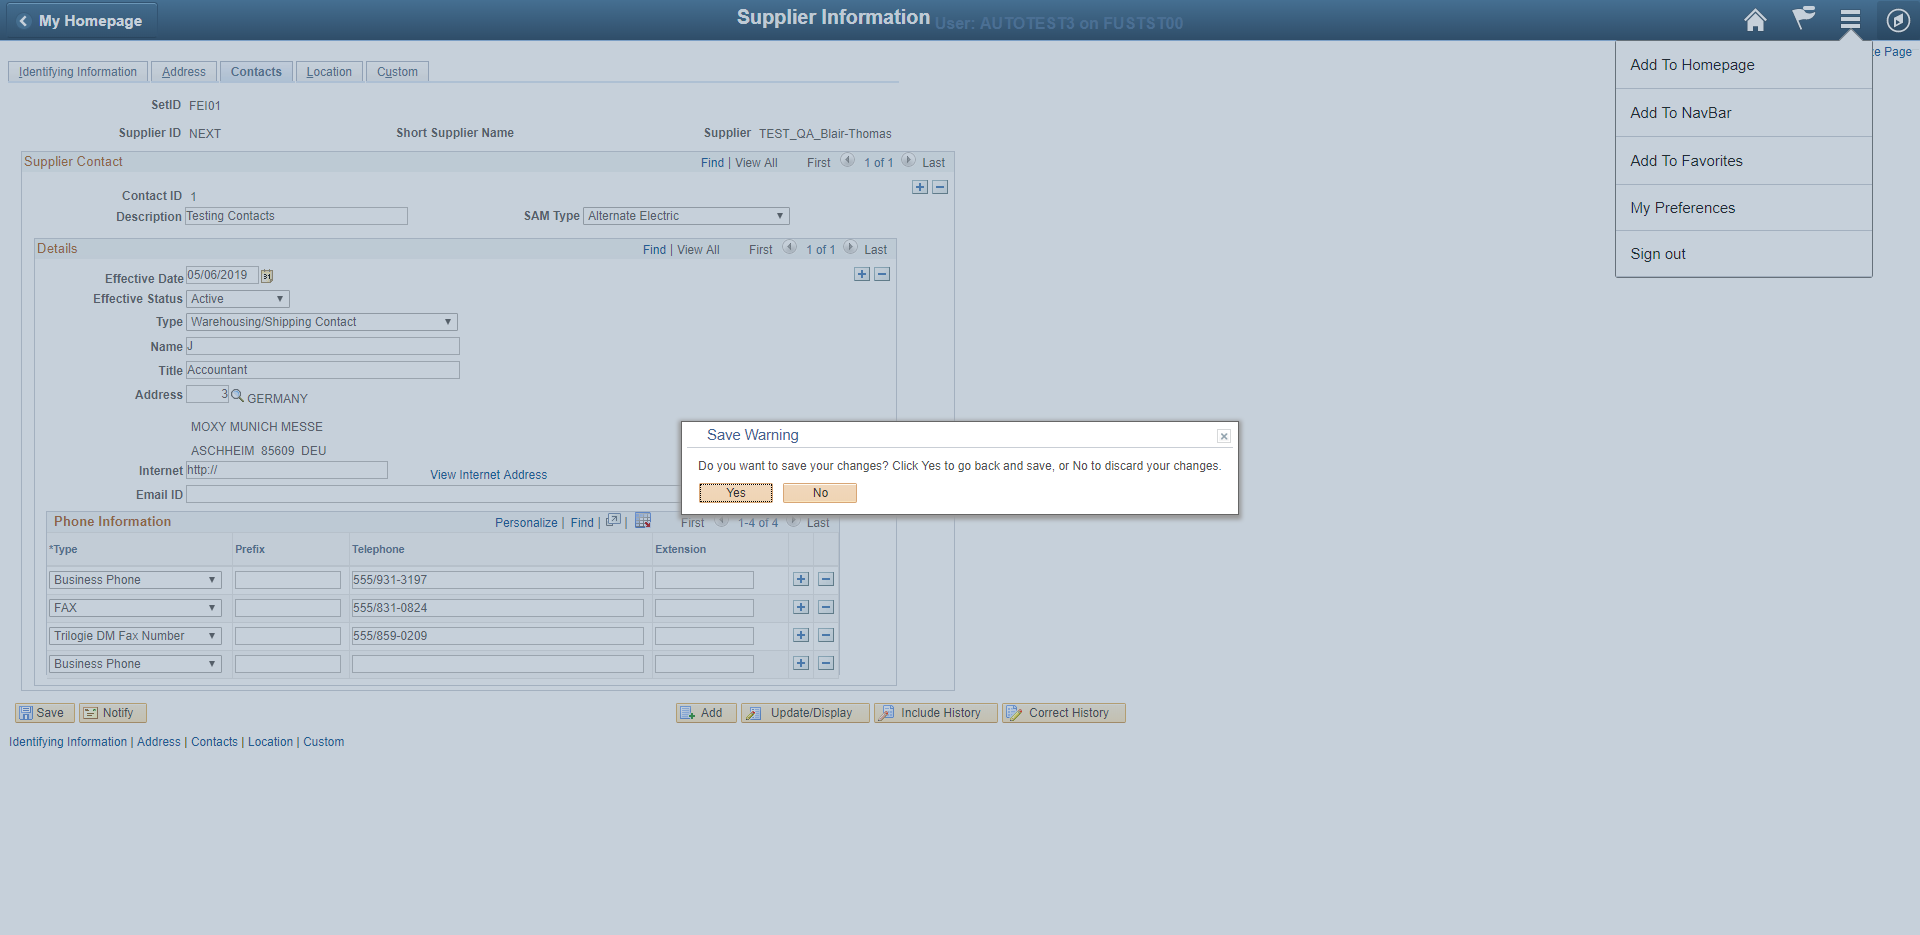 My Homepage
Supplier Information User: AUTOTEST3 on FUSTST00
e Page
Add To Homepage
Add To NavBar
Add To Favorites
My Preferences
Sign out
Identifying Information Address Contacts Location Custom
SetID FEI01
Supplier ID NEXT Short Supplier Name Supplier TEST_QA_Blair-Thomas
Supplier Contact Find | View All First 1 of 1 Last
Contact ID 1
Description Testing Contacts SAM Type Alternate Electric
Details Find | View All First 1 of 1 Last
Effective Date 05/06/2019 31
Effective Status Active
Type Warehousing/Shipping Contact
Name J
Title Accountant
Address 3 GERMANY
MOXY MUNICH MESSE
ASCHHEIM 85609 DEU
Internet http:// View Internet Address
Email ID
Save Warning
Do you want to save your changes? Click Yes to go back and save, or No to discard your changes.
Yes No
Phone Information Personalize | Find | | First 1-4 of 4 Last
*Type Prefix Telephone Extension
Business Phone 555/931-3197
FAX 555/831-0824
Trilogie DM Fax Number 555/859-0209
Business Phone
Save Notify Add Update/Display Include History Correct History
Identifying Information | Address | Contacts | Location | Custom